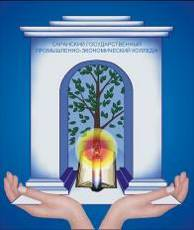 САРАНСКИЙ ГОСУДАРСТВЕННЫЙ
ПРОМЫШЛЕННО-ЭКОНОМИЧЕСКИЙ КОЛЛЕДЖ